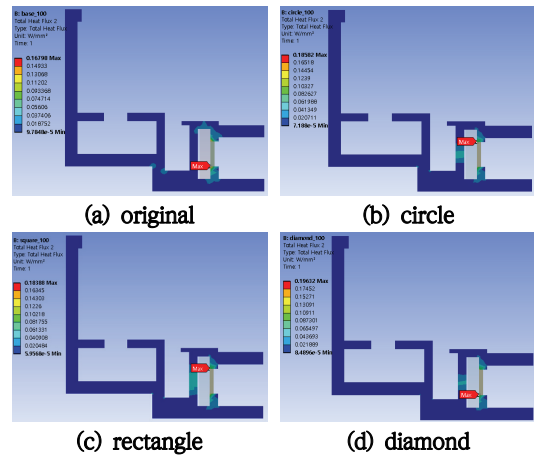 B: base_100
Total Heat Flux 2
Type: Total Heat Flux
Unit: W/mm²
Time: 1
0.16798 Max
0.14933
0.13068
0.11202
0.093368
0.074714
0.05606
0.037406
0.018752
9.7848e-5 Min
Max
(a) original
B: circle_100
Total Heat Flux 2
Type: Total Heat Flux
Unit: W/mm²
Time: 1
0.18582 Max
0.16518
0.14454
0.1239
0.10327
0.082627
0.061988
0.041349
0.020711
7.188e-5 Min
Max
(b) circle
B: square_100
Total Heat Flux 2
Type: Total Heat Flux
Unit: W/mm²
Time: 1
0.18388 Max
0.16345
0.14303
0.1226
0.10218
0.081755
0.061331
0.040908
0.020484
5.9568e-5 Min
Max
(c) rectangle
B: diamond_100
Total Heat Flux 2
Type: Total Heat Flux
Unit: W/mm²
Time: 1
0.19632 Max
0.17452
0.15271
0.13091
0.10911
0.087301
0.065497
0.043693
0.021889
8.4896e-5 Min
Max
(d) diamond